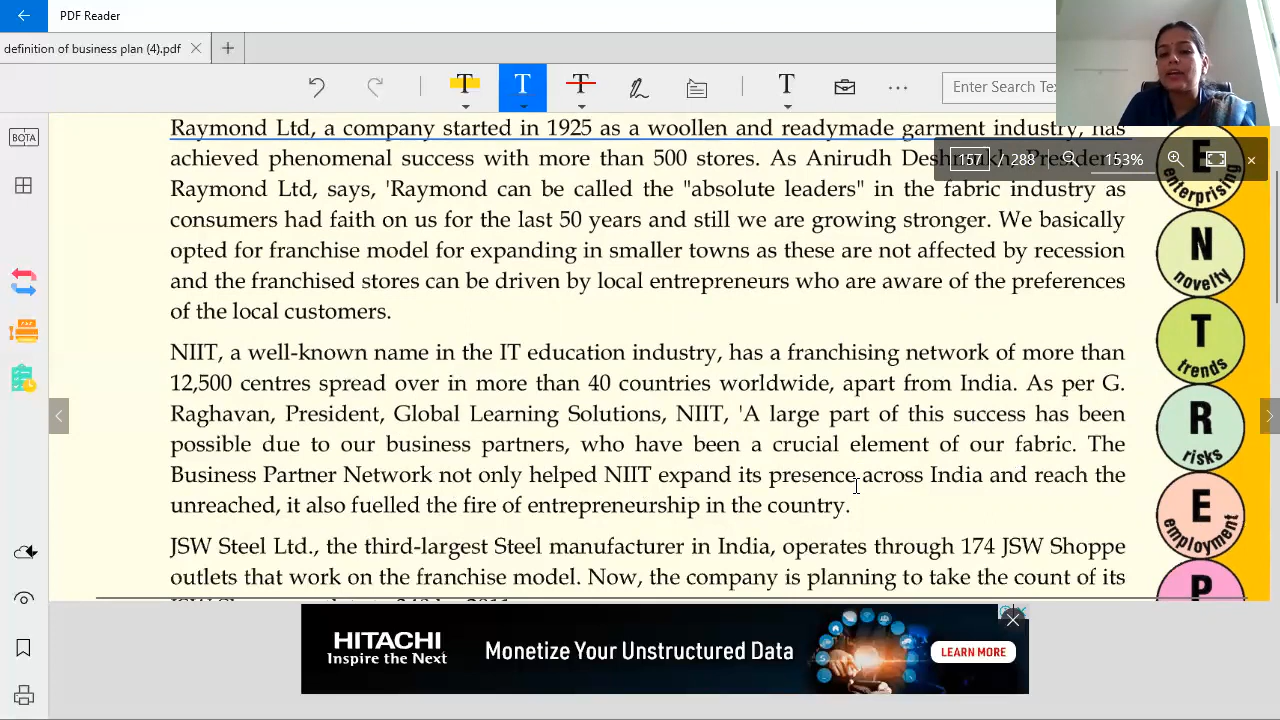 PDF Reader
definition of business plan (4).pdf
T T T T
Enter Search Tex
BOTA
157 / 288 153%
Raymond Ltd, a company started in 1925 as a woollen and readymade garment industry, has
achieved phenomenal success with more than 500 stores. As Anirudh Deshmukh, President,
Raymond Ltd, says, 'Raymond can be called the "absolute leaders" in the fabric industry as
consumers had faith on us for the last 50 years and still we are growing stronger. We basically
opted for franchise model for expanding in smaller towns as these are not affected by recession
and the franchised stores can be driven by local entrepreneurs who are aware of the preferences
of the local customers.
NIIT, a well-known name in the IT education industry, has a franchising network of more than
12,500 centres spread over in more than 40 countries worldwide, apart from India. As per G.
Raghavan, President, Global Learning Solutions, NIIT, 'A large part of this success has been
possible due to our business partners, who have been a crucial element of our fabric. The
Business Partner Network not only helped NIIT expand its presence across India and reach the
unreached, it also fuelled the fire of entrepreneurship in the country.
JSW Steel Ltd., the third-largest Steel manufacturer in India, operates through 174 JSW Shoppe
outlets that work on the franchise model. Now, the company is planning to take the count of its
E
enterprising
N
novelty
T
trends
R
risks
E
employment
P
HITACHI
Inspire the Next
Monetize Your Unstructured Data
LEARN MORE